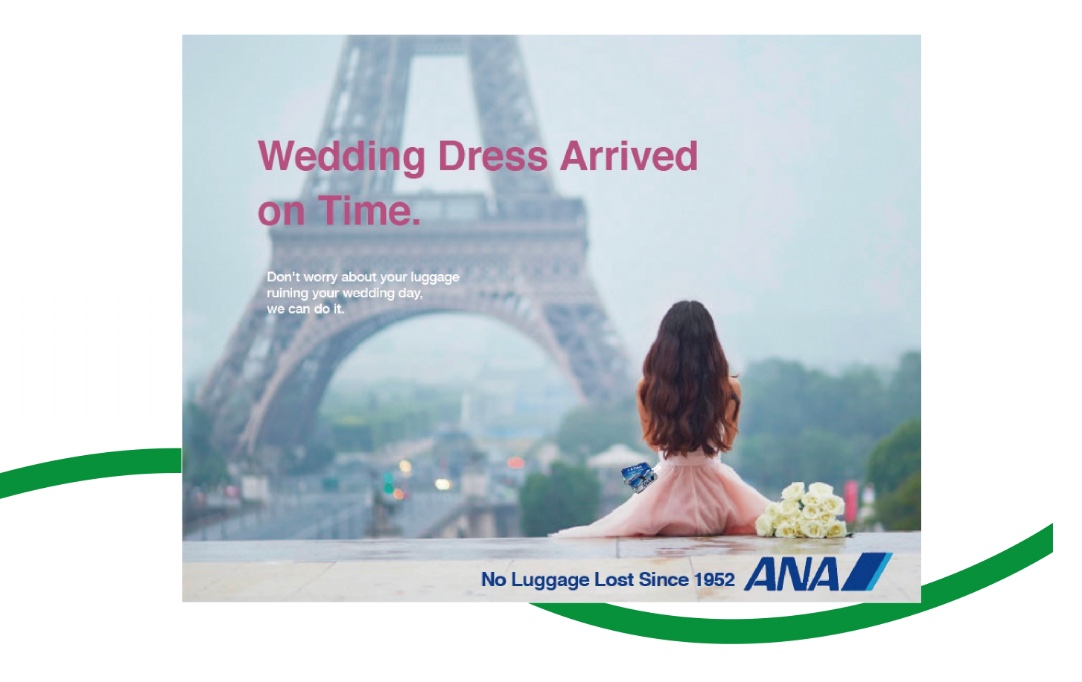 Wedding Dress Arrived
on Time.
Don't worry about your luggage
ruining your wedding day,
we can do it.
No Luggage Lost Since 1952 ANA